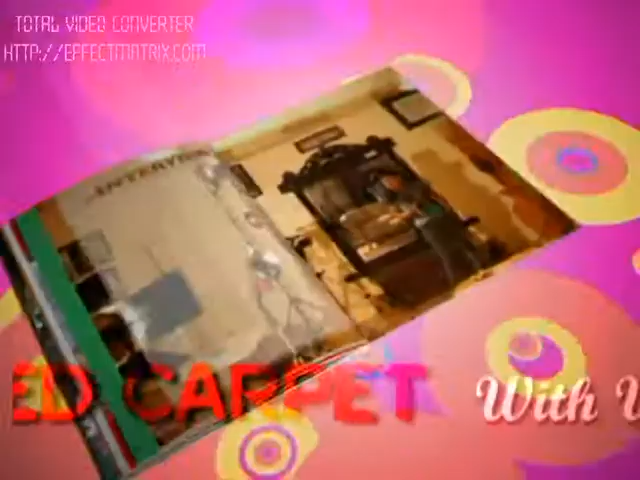 TOTAL VIDEO CONVERTER
HTTP://EFFECTMATRIX.COM
INTERVIEW
ED CARPET With